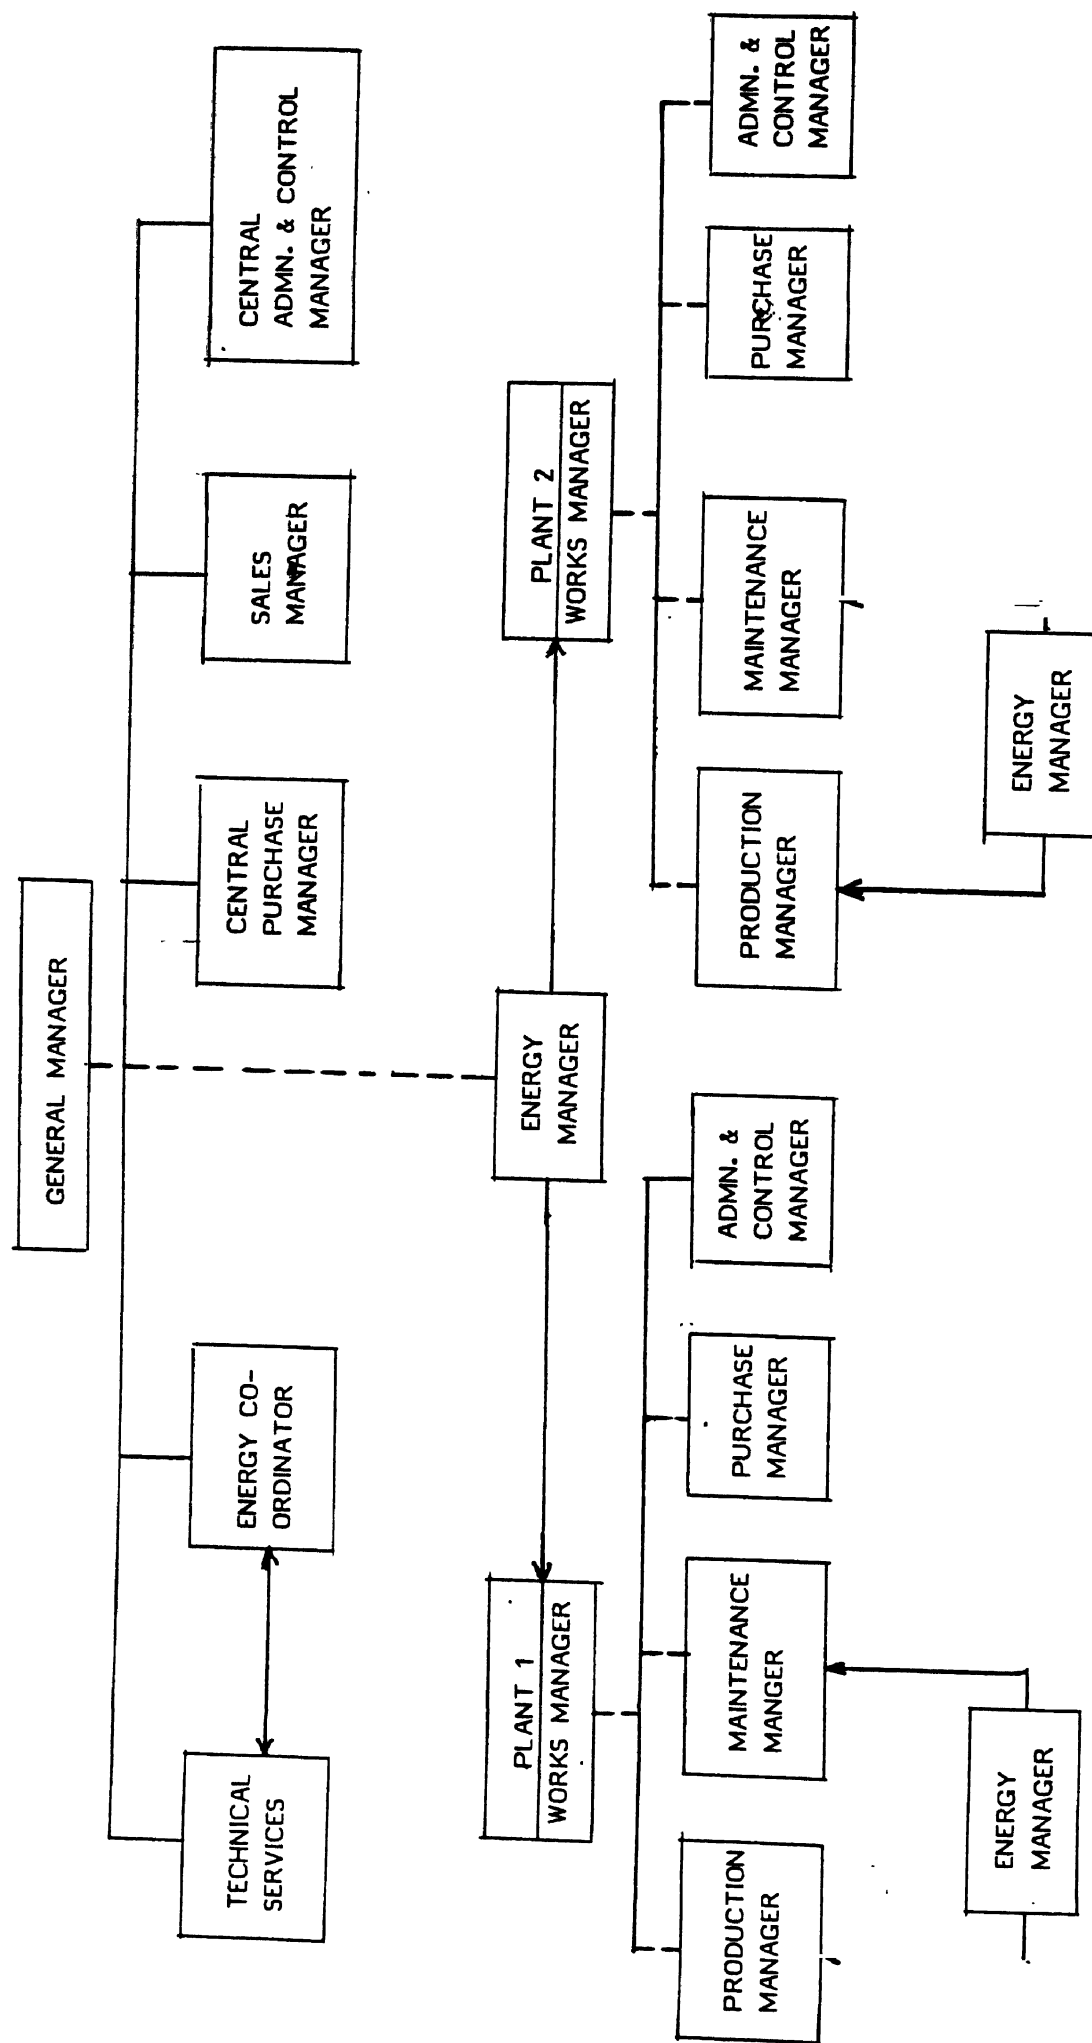 GENERAL MANAGER
TECHNICAL
SERVICES
ENERGY CO-
ORDINATOR
CENTRAL
PURCHASE
MANAGER
SALES
MANAGER
CENTRAL
ADMN. & CONTROL
MANAGER
ENERGY
MANAGER
PLANT 1
WORKS MANAGER
PLANT 2
WORKS MANAGER
PRODUCTION
MANAGER
MAINTENANCE
MANGER
PURCHASE
MANAGER
ADMN. &
CONTROL
MANAGER
PRODUCTION
MANAGER
MAINTENANCE
MANAGER
PURCHASE
MANAGER
ADMN. &
CONTROL
MANAGER
ENERGY
MANAGER
ENERGY
MANAGER